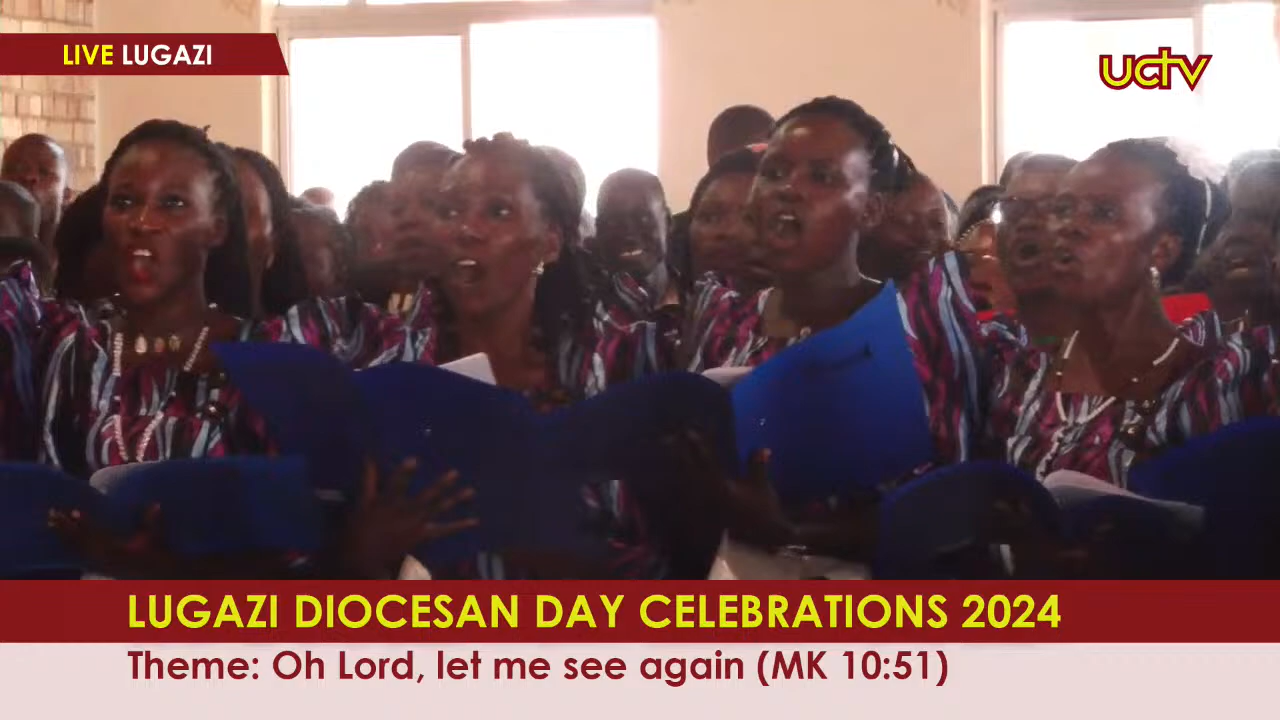 LIVE LUGAZI
uctv
LUGAZI DIOCESAN DAY CELEBRATIONS 2024
Theme: Oh Lord, let me see again (MK 10:51)